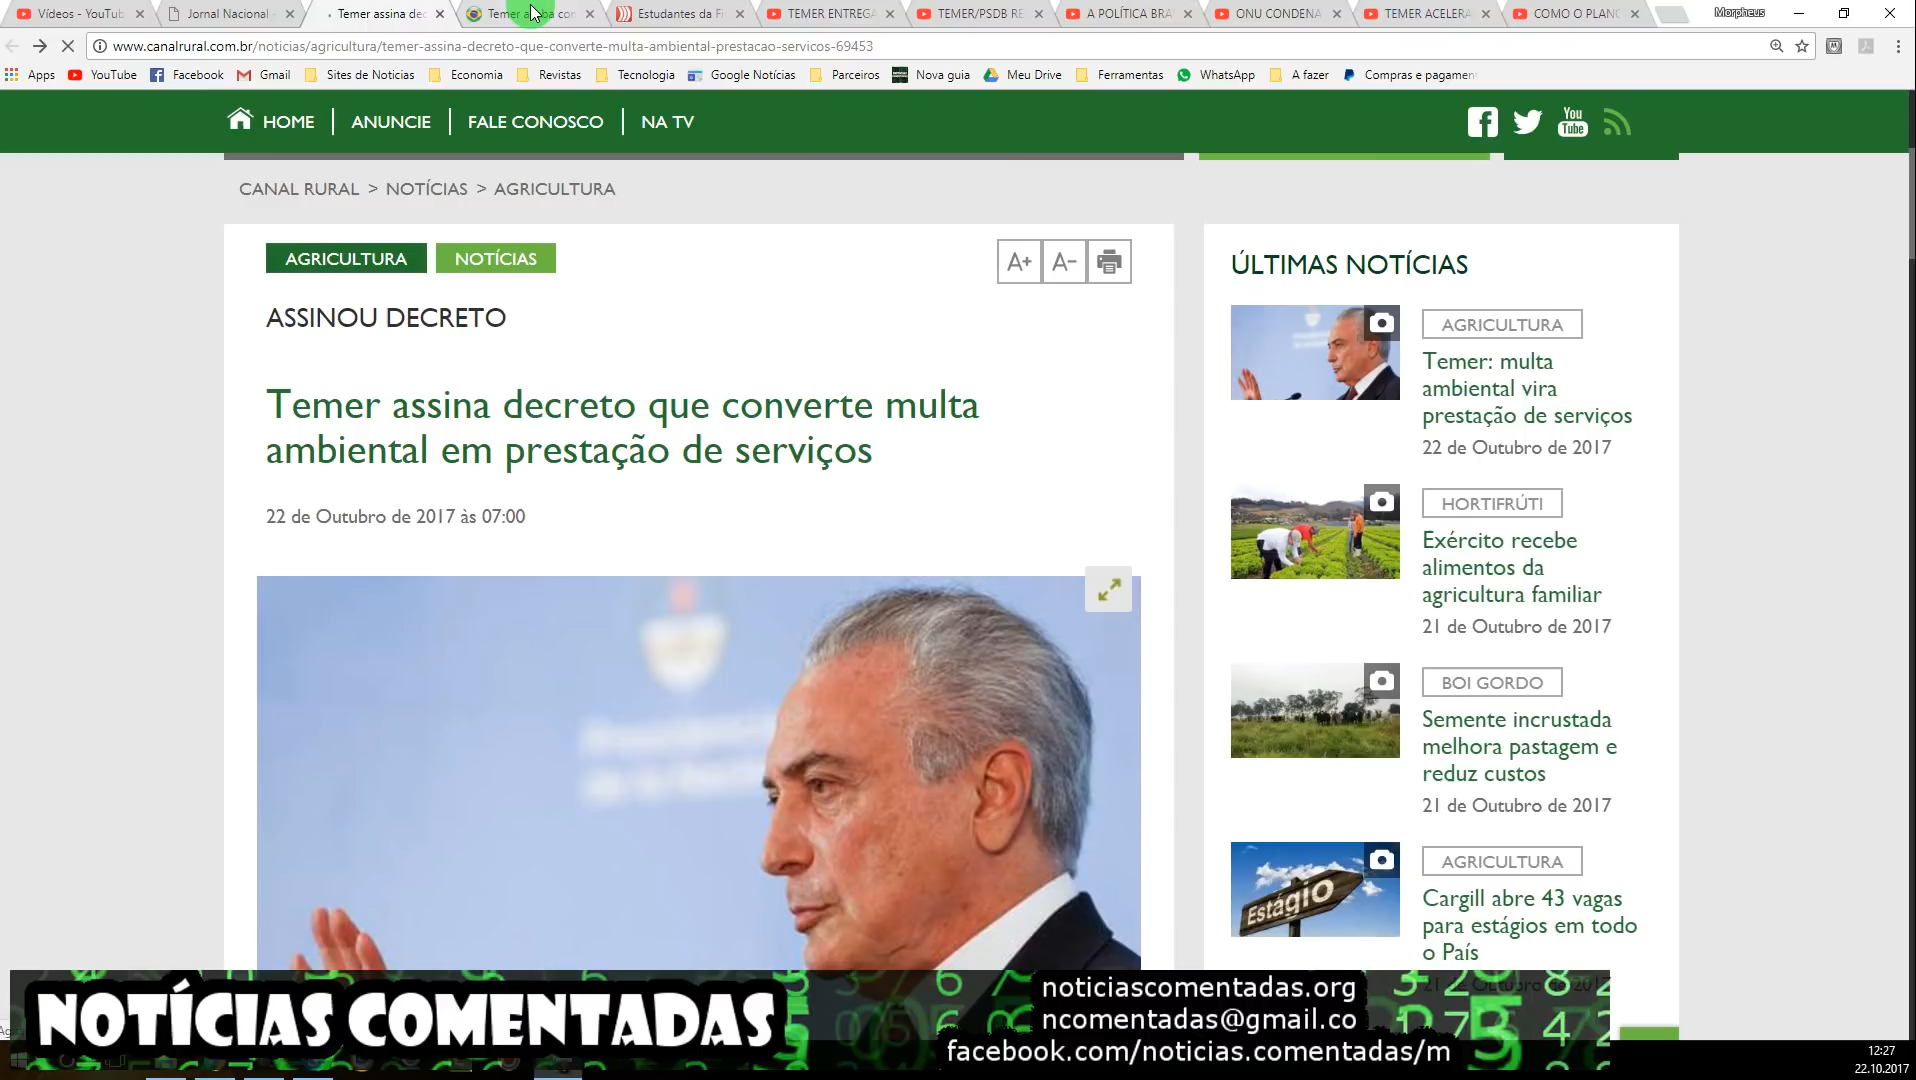 Vídeos - YouTub
Jornal Nacional -
Temer assina dec
Temer
Estudantes da F
TEMER ENTREGA
TEMER/PSDB RE
A POLÍTICA BRA
ONU CONDENA
TEMER ACELERA
COMO O PLANO
Morpheus
www.canalrural.com.br/noticias/agricultura/temer-assina-decreto-que-converte-multa-ambiental-prestacao-servicos-69453
Apps YouTube Facebook Gmail Sites de Noticias Economia Revistas Tecnologia Google Notícias Parceiros Nova guia Meu Drive Ferramentas WhatsApp A fazer Compras e pagamen
HOME ANUNCIE FALE CONOSCO NA TV
You
Tube
CANAL RURAL > NOTÍCIAS > AGRICULTURA
AGRICULTURA NOTÍCIAS
A+ A-
ASSINOU DECRETO
Temer assina decreto que converte multa
ambiental em prestação de serviços
22 de Outubro de 2017 às 07:00
ÚLTIMAS NOTÍCIAS
AGRICULTURA
Temer: multa
ambiental vira
prestação de serviços
22 de Outubro de 2017
HORTIFRÚTI
Exército recebe
alimentos da
agricultura familiar
21 de Outubro de 2017
BOI GORDO
Semente incrustada
melhora pastagem e
reduz custos
21 de Outubro de 2017
Estágio
AGRICULTURA
Cargill abre 43 vagas
para estágios em todo
o País
NOTÍCIAS COMENTADAS
noticiascomentadas.org
ncomentadas@gmail.co
facebook.com/noticias.comentadas/m
12:27
22.10.2017